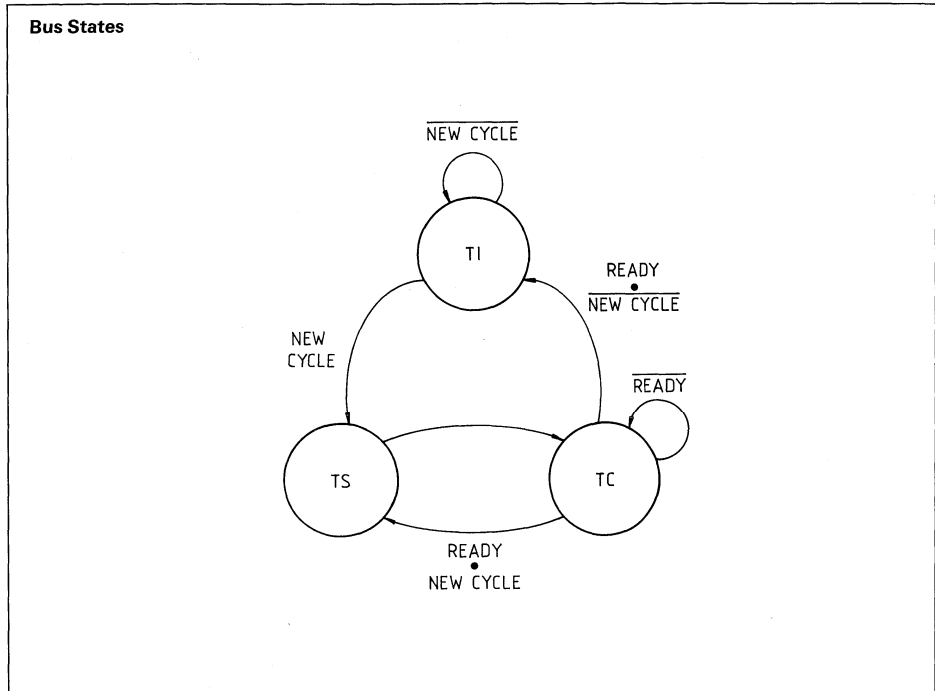 Bus States
NEW CYCLE
TI
READY
•
NEW CYCLE
NEW
CYCLE
READY
TS
TC
READY
•
NEW CYCLE